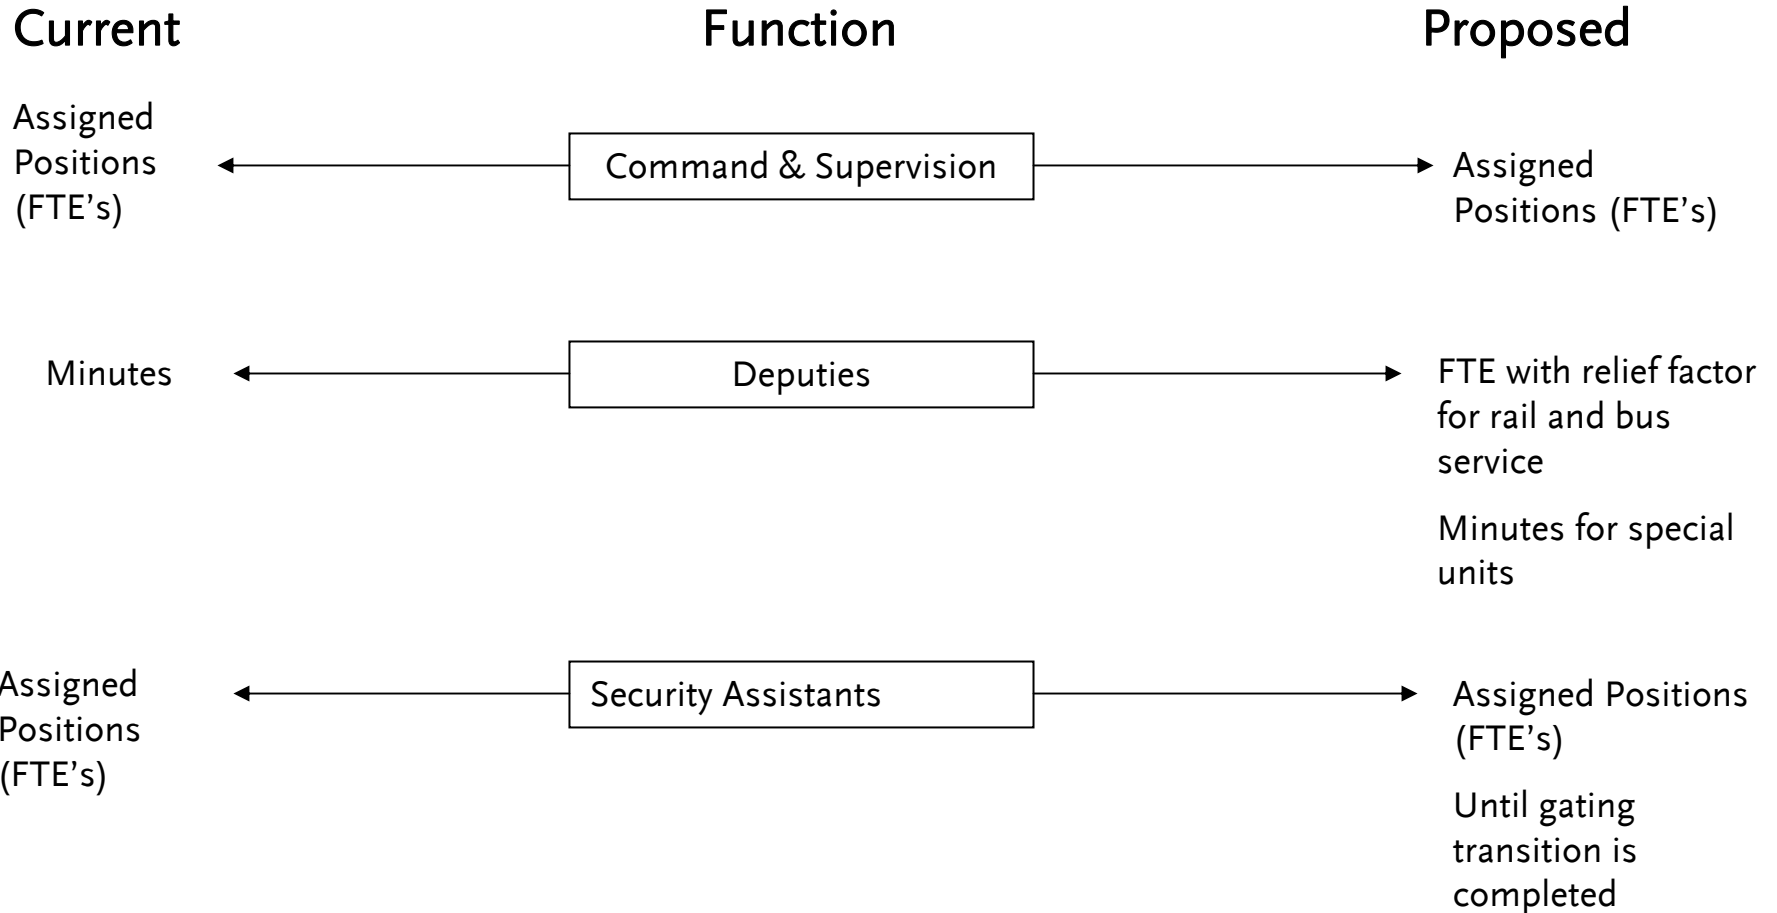 Current
Function
Proposed
Assigned
Positions
(FTE’s)
Command & Supervision
Assigned
Positions (FTE’s)
Minutes
Deputies
FTE with relief factor
for rail and bus
service
Minutes for special
units
Assigned
Positions
(FTE’s)
Security Assistants
Assigned Positions
(FTE’s)
Until gating
transition is
completed